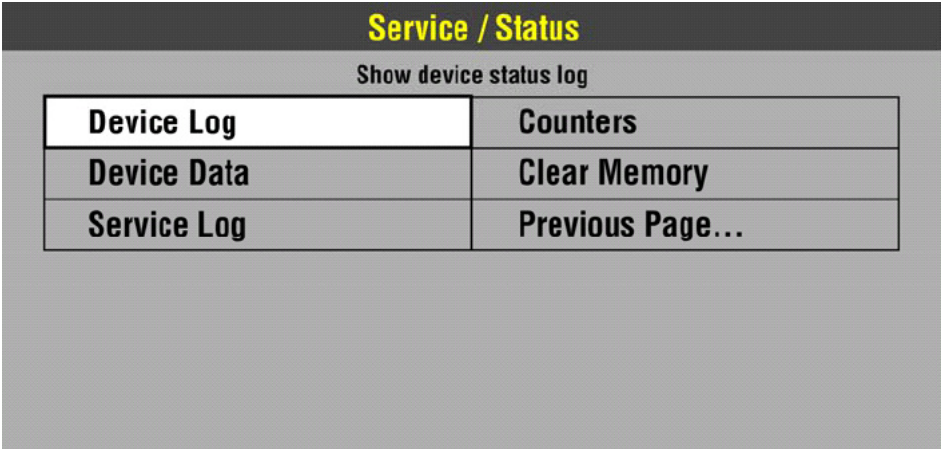 Service / Status
Show device status log
Device Log
Counters
Device Data
Clear Memory
Service Log
Previous Page...